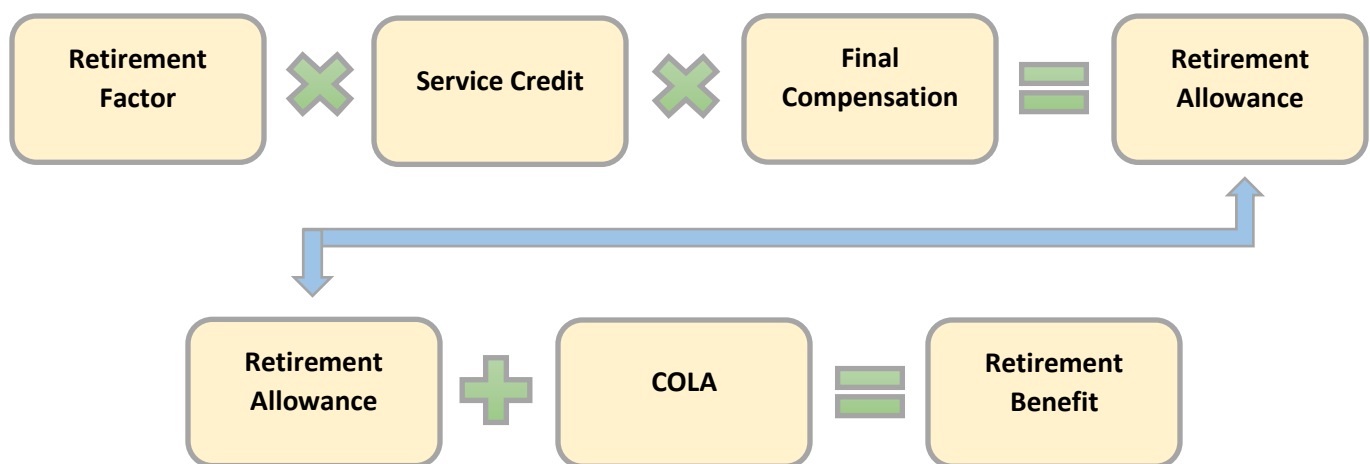 Retirement
Factor
Service Credit
Final
Compensation
Retirement
Allowance
Retirement
Allowance
COLA
Retirement
Benefit